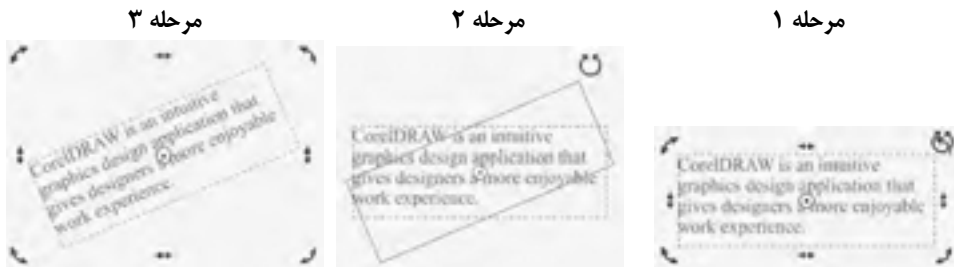 مرحله ۱
مرحله ۲
مرحله ۳
CorelDRAW is an intuitive
graphics design application that
gives designers a more enjoyable
work experience.
CorelDRAW is an intuitive
graphics design application that
gives designers a more enjoyable
work experience.
CorelDRAW is an intuitive
graphics design application that
gives designers a more enjoyable
work experience.